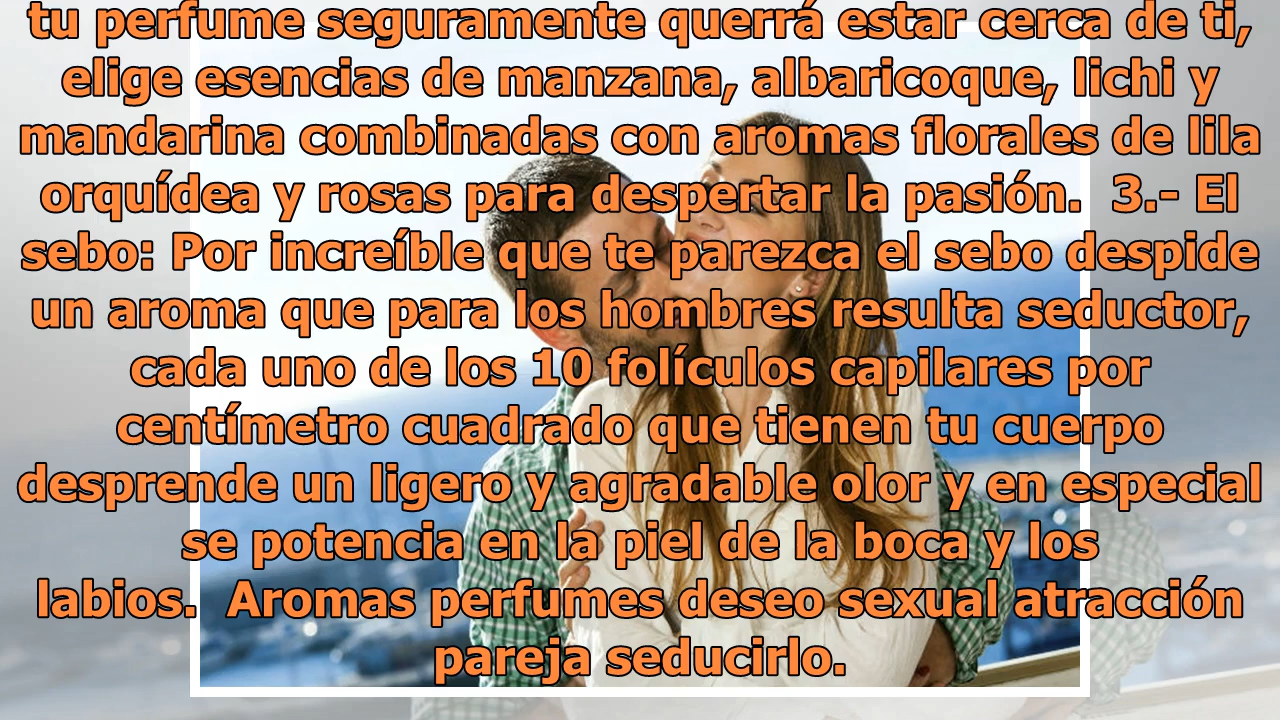 tu perfume seguramente querrá estar cerca de ti,
elige esencias de manzana, albaricoque, lichi y
mandarina combinadas con aromas florales de lila
orquídea y rosas para despertar la pasión.  3.- El
sebo: Por increíble que te parezca el sebo despide
un aroma que para los hombres resulta seductor,
cada uno de los 10 folículos capilares por
centímetro cuadrado que tienen tu cuerpo
desprende un ligero y agradable olor y en especial
se potencia en la piel de la boca y los
labios.  Aromas perfumes deseo sexual atracción
pareja seducirlo.